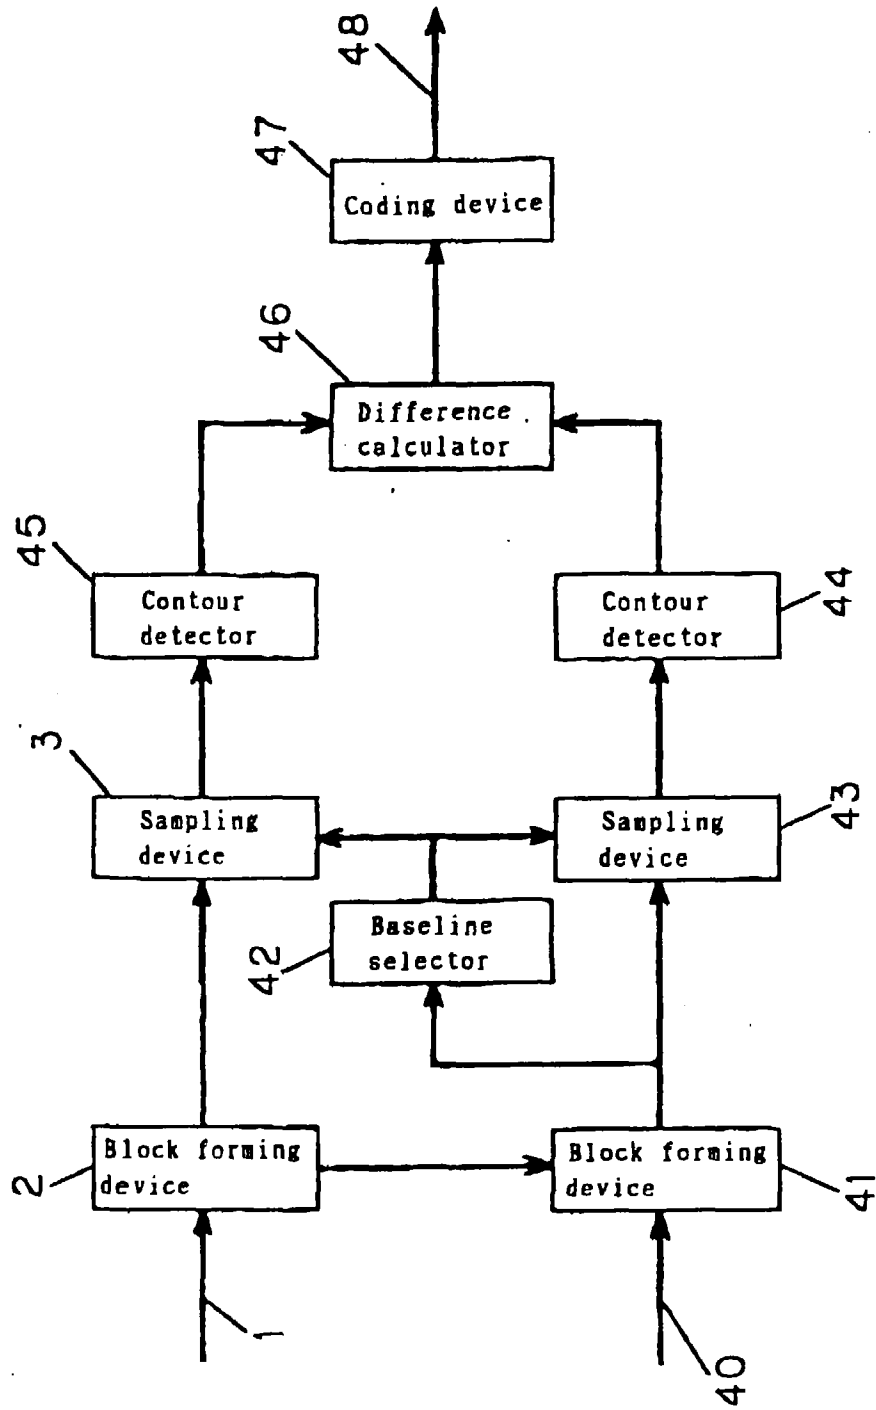 48
47
Coding device
46
Difference
calculator
45
Contour
detector
Contour
detector
44
3
Sampling
device
Sampling
device
43
42
Baseline
selector
2
Block forming
device
Block forming
device
41
1
40